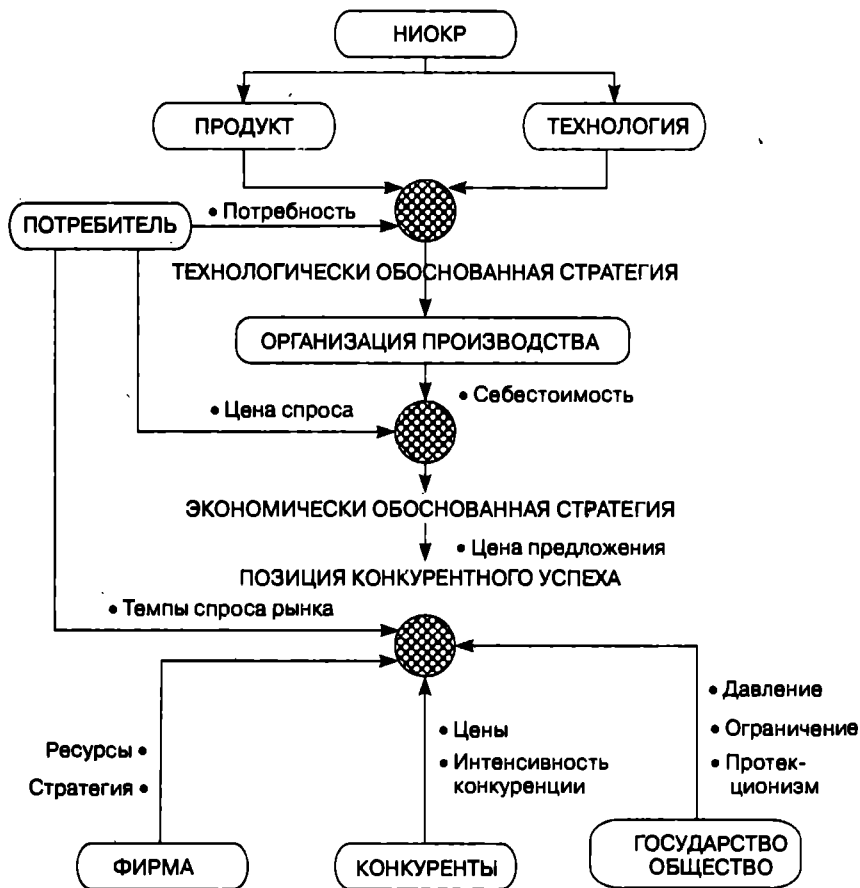 НИОКР
ПРОДУКТ
ТЕХНОЛОГИЯ
ПОТРЕБИТЕЛЬ
• Потребность
ТЕХНОЛОГИЧЕСКИ ОБОСНОВАННАЯ СТРАТЕГИЯ
ОРГАНИЗАЦИЯ ПРОИЗВОДСТВА
• Себестоимость
• Цена спроса
ЭКОНОМИЧЕСКИ ОБОСНОВАННАЯ СТРАТЕГИЯ
• Цена предложения
ПОЗИЦИЯ КОНКУРЕНТНОГО УСПЕХА
• Темпы спроса рынка
Ресурсы •
Стратегия •
• Цены
• Интенсивность
конкуренции
• Давление
• Ограничение
• Протек-
ционизм
ФИРМА
КОНКУРЕНТЫ
ГОСУДАРСТВО
ОБЩЕСТВО